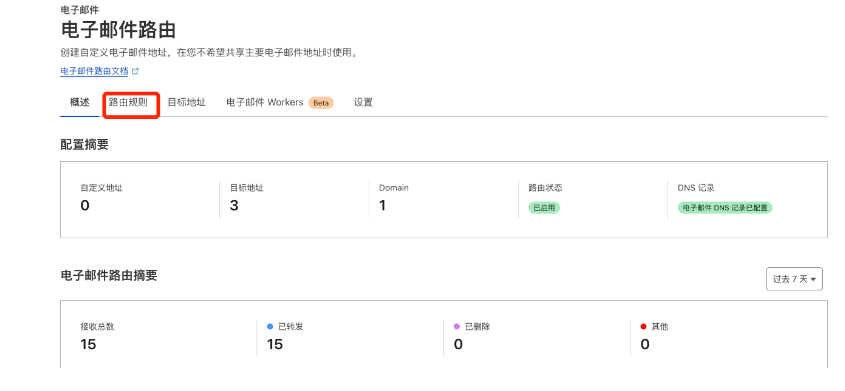 电子邮件
电子邮件路由
创建自定义电子邮件地址，在您不希望共享主要电子邮件地址时使用。
电子邮件路由文档
概述 路由规则 目标地址 电子邮件 Workers Beta 设置
配置摘要
自定义地址 目标地址 Domain 路由状态 DNS 记录
0 3 1 已启用 电子邮件 DNS 记录已配置
电子邮件路由摘要 过去 7 天
接收总数 已转发 已删除 其他
15 15 0 0